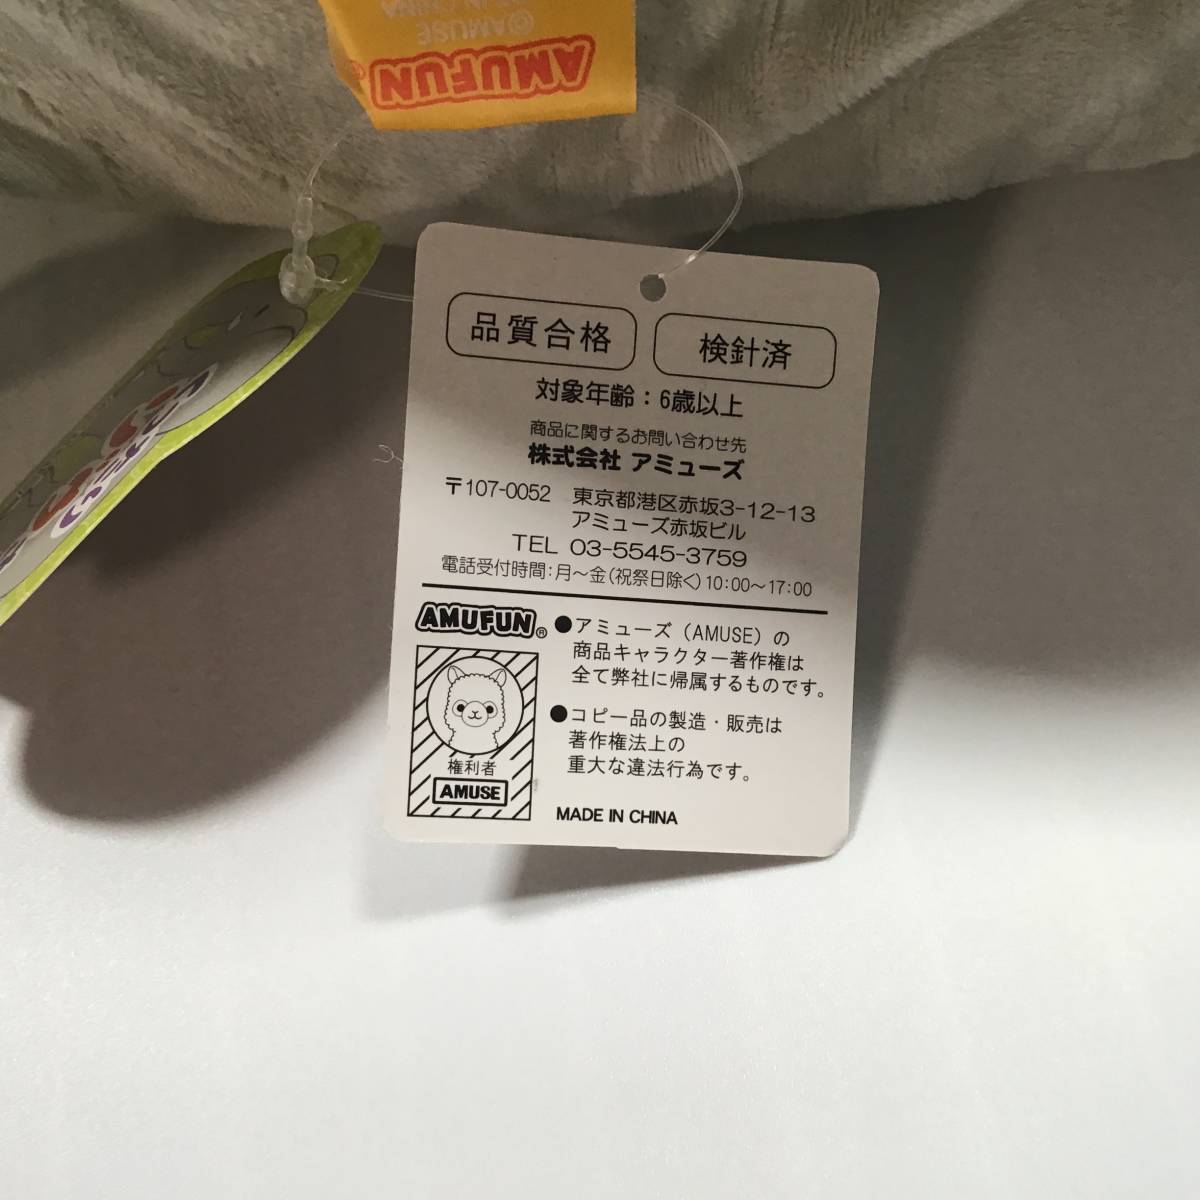 AMUFUN
©AMUSE
IN CHINA
品質合格
検針済
対象年齢：6歳以上
商品に関するお問い合わせ先
株式会社 アミューズ
〒107-0052 東京都港区赤坂3-12-13
アミューズ赤坂ビル
TEL 03-5545-3759
電話受付時間：月～金（祝祭日除く）10：00～17：00
AMUFUN®
●アミューズ（AMUSE）の
商品キャラクター著作権は
全て弊社に帰属するものです。
●コピー品の製造・販売は
著作権法上の
重大な違法行為です。
権利者
AMUSE
MADE IN CHINA